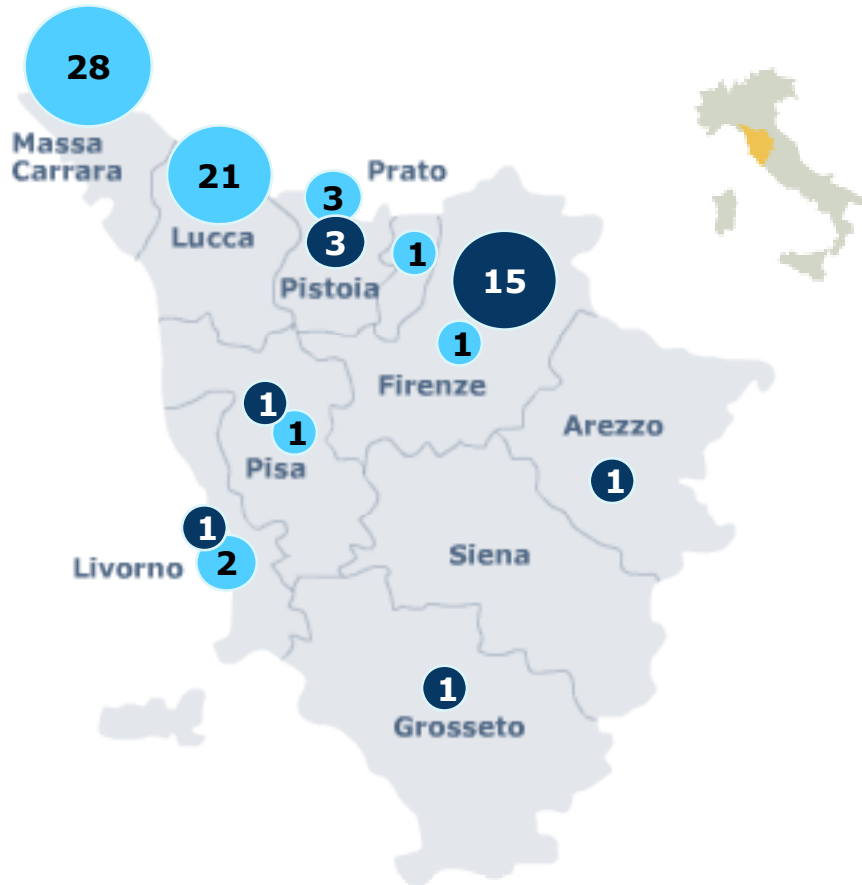 28
Massa
Carrara
21
Lucca
Prato
3
3
Pistoia
1
15
1
Firenze
1
1
Pisa
Arezzo
1
1
2
Livorno
Siena
1
Grosseto